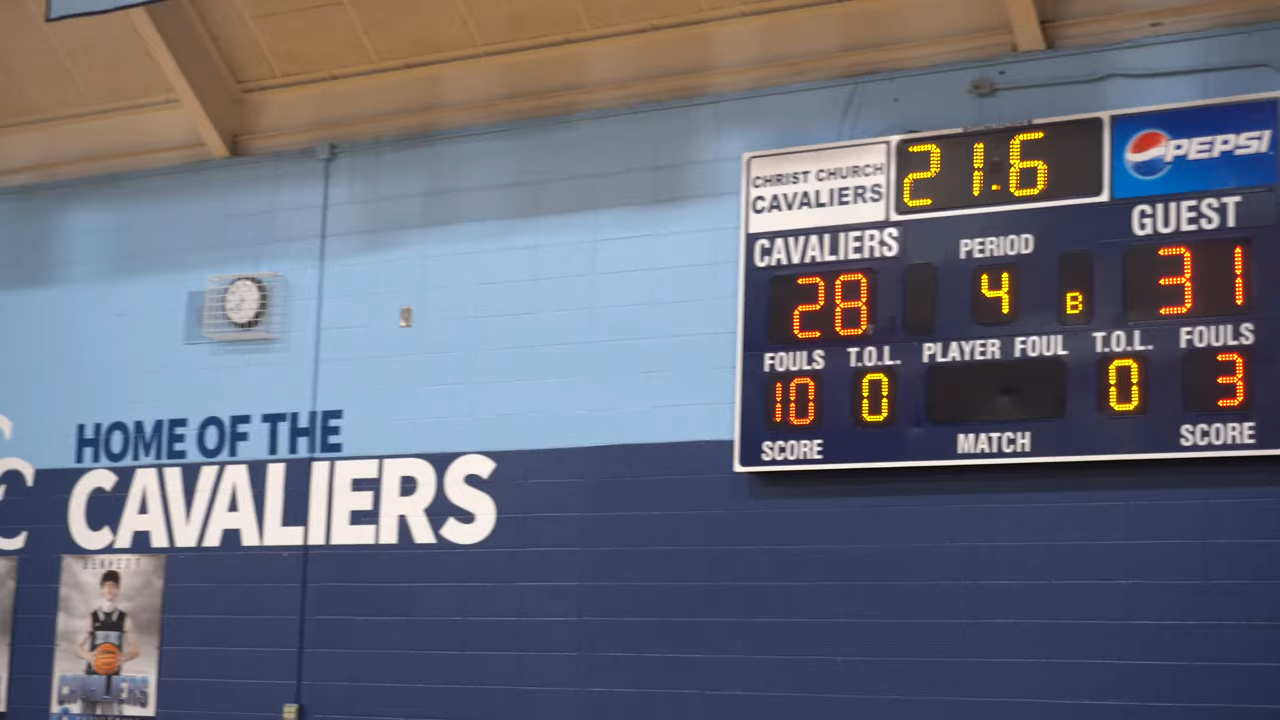 CHRIST CHURCH
CAVALIERS
21.6
PEPSI
CAVALIERS
PERIOD
GUEST
28
4
B
31
FOULS
T.O.L.
PLAYER FOUL
T.O.L.
FOULS
10
0
0
3
SCORE
MATCH
SCORE
HOME OF THE
CAVALIERS
BENNETT
CAVALIERS